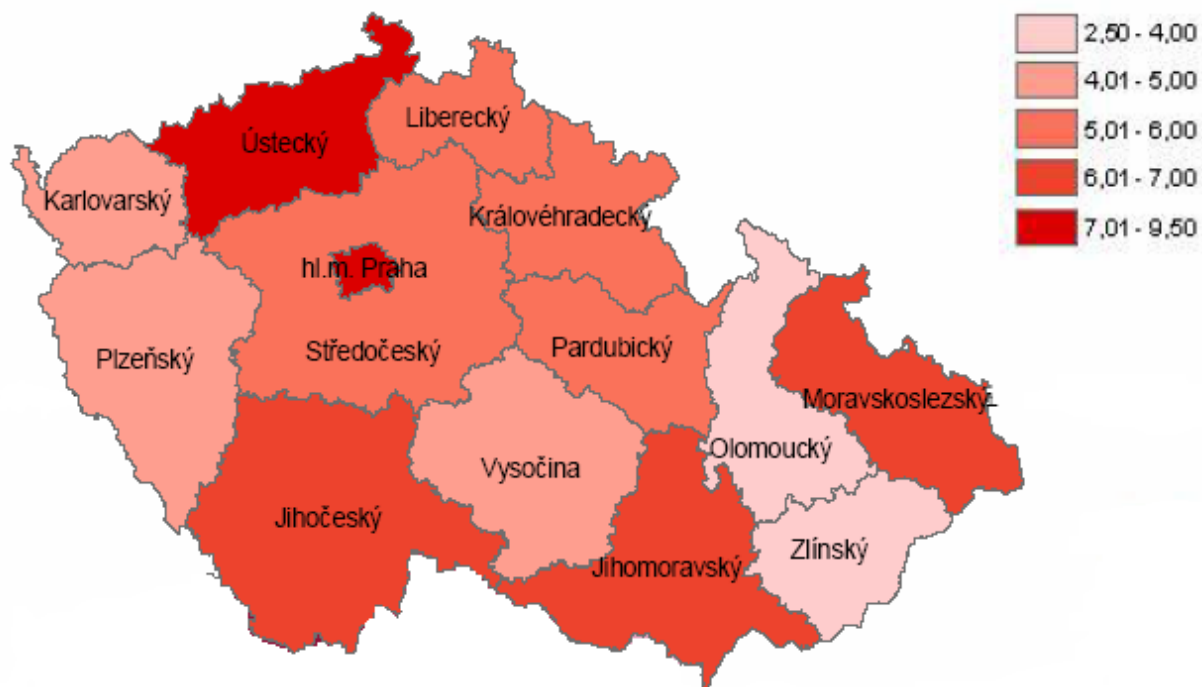 2,50 - 4,00
4,01 - 5,00
5,01 - 6,00
6,01 - 7,00
7,01 - 9,50
Liberecký
Ústecký
Karlovarský
Královéhradecký
hl.m. Praha
Plzeňský
Středočeský
Pardubický
Moravskoslezský
Olomoucký
Vysočina
Jihočeský
Zlínský
Jihomoravský